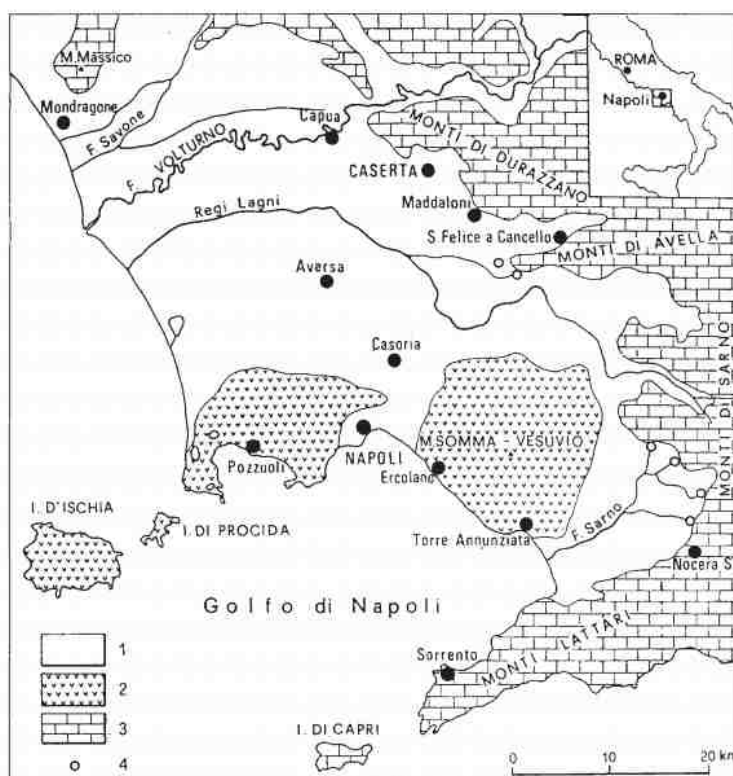 M. Massico
Mondragone
F. Savone
F. VOLTURNO
Capua
MONTI DI DURAZZANO
CASERTA
Maddaloni
S. Felice a Cancello
MONTI DI AVELLA
ROMA
Napoli
Regi Lagni
Aversa
Casoria
MONTI DI SARNO
M. SOMMA - VESUVIO
NAPOLI
Pozzuoli
Ercolano
Torre Annunziata
F. Sarno
Nocera S
I. D'ISCHIA
I. DI PROCIDA
Golfo di Napoli
Sorrento
MONTI LATTARI
I. DI CAPRI
1
2
3
4
0 10 20 km